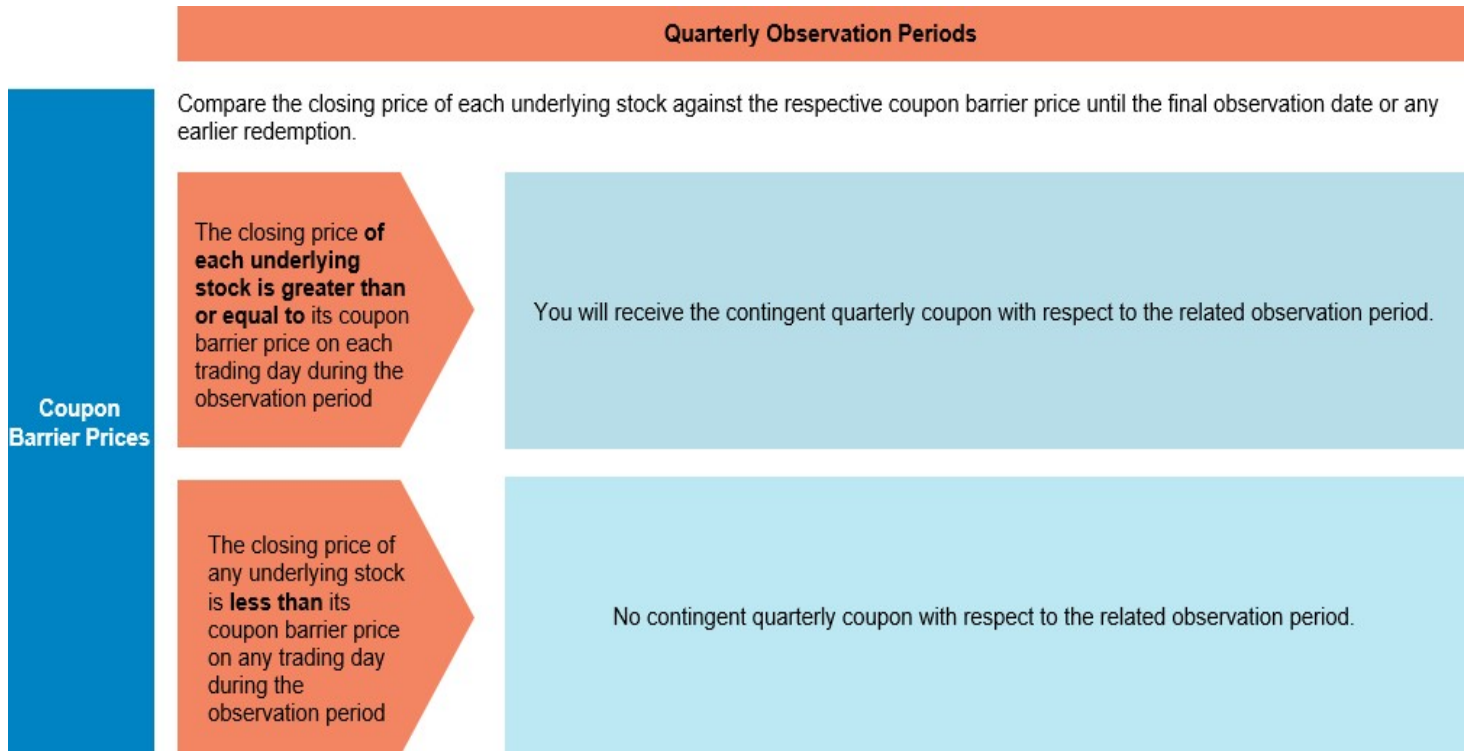 Quarterly Observation Periods
Compare the closing price of each underlying stock against the respective coupon barrier price until the final observation date or any
earlier redemption.
Coupon
Barrier Prices
The closing price of
each underlying
stock is greater than
or equal to its coupon
barrier price on each
trading day during the
observation period
You will receive the contingent quarterly coupon with respect to the related observation period.
The closing price of
any underlying stock
is less than its
coupon barrier price
on any trading day
during the
observation period
No contingent quarterly coupon with respect to the related observation period.